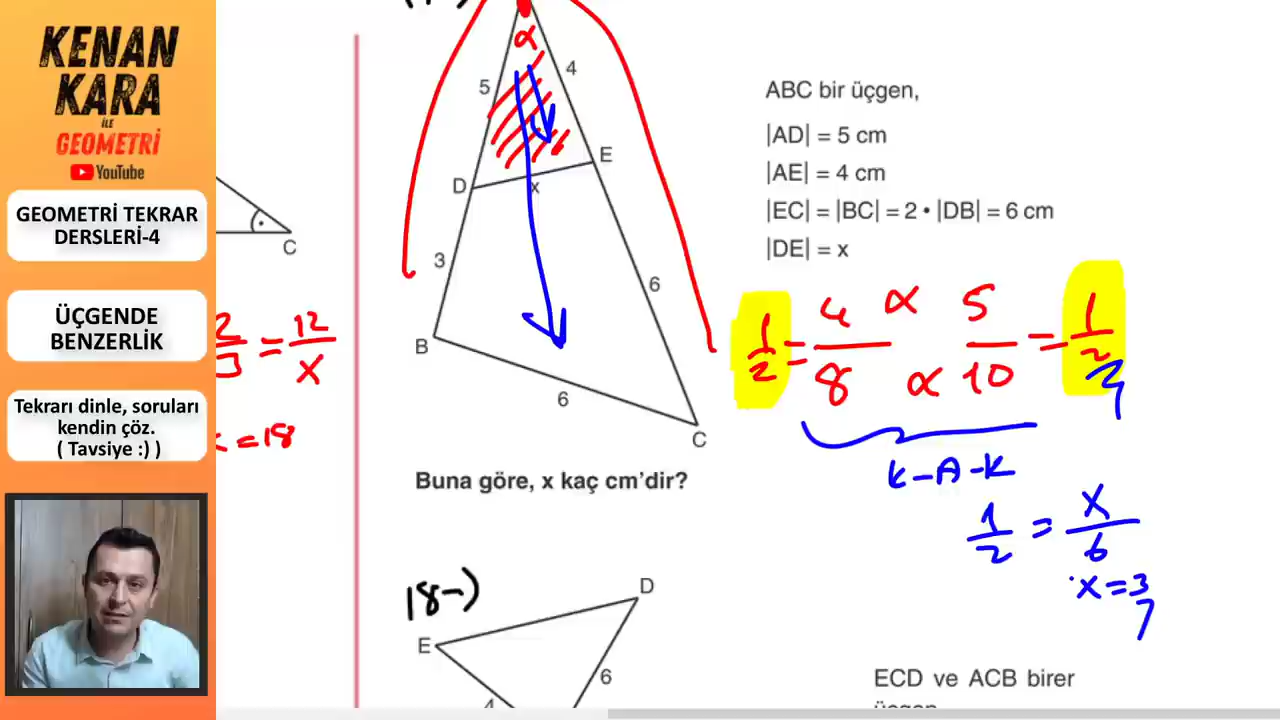 KENAN
KARA
İLE
GEOMETRİ
YouTube
GEOMETRİ TEKRAR
DERSLERİ-4
ÜÇGENDE
BENZERLİK
Tekrarı dinle, soruları
kendin çöz.
( Tavsiye :) )
C
= 12/x
= 18
α
5
4
D
x
E
3
6
B
6
C
ABC bir üçgen,
|AD| = 5 cm
|AE| = 4 cm
|EC| = |BC| = 2 • |DB| = 6 cm
|DE| = x
1/2 = 4/8 α α 5/10 = 1/2
K-A-K
1/2 = x/6
x = 3
Buna göre, x kaç cm'dir?
18-)
D
E
6
4
ECD ve ACB birer
üçgen